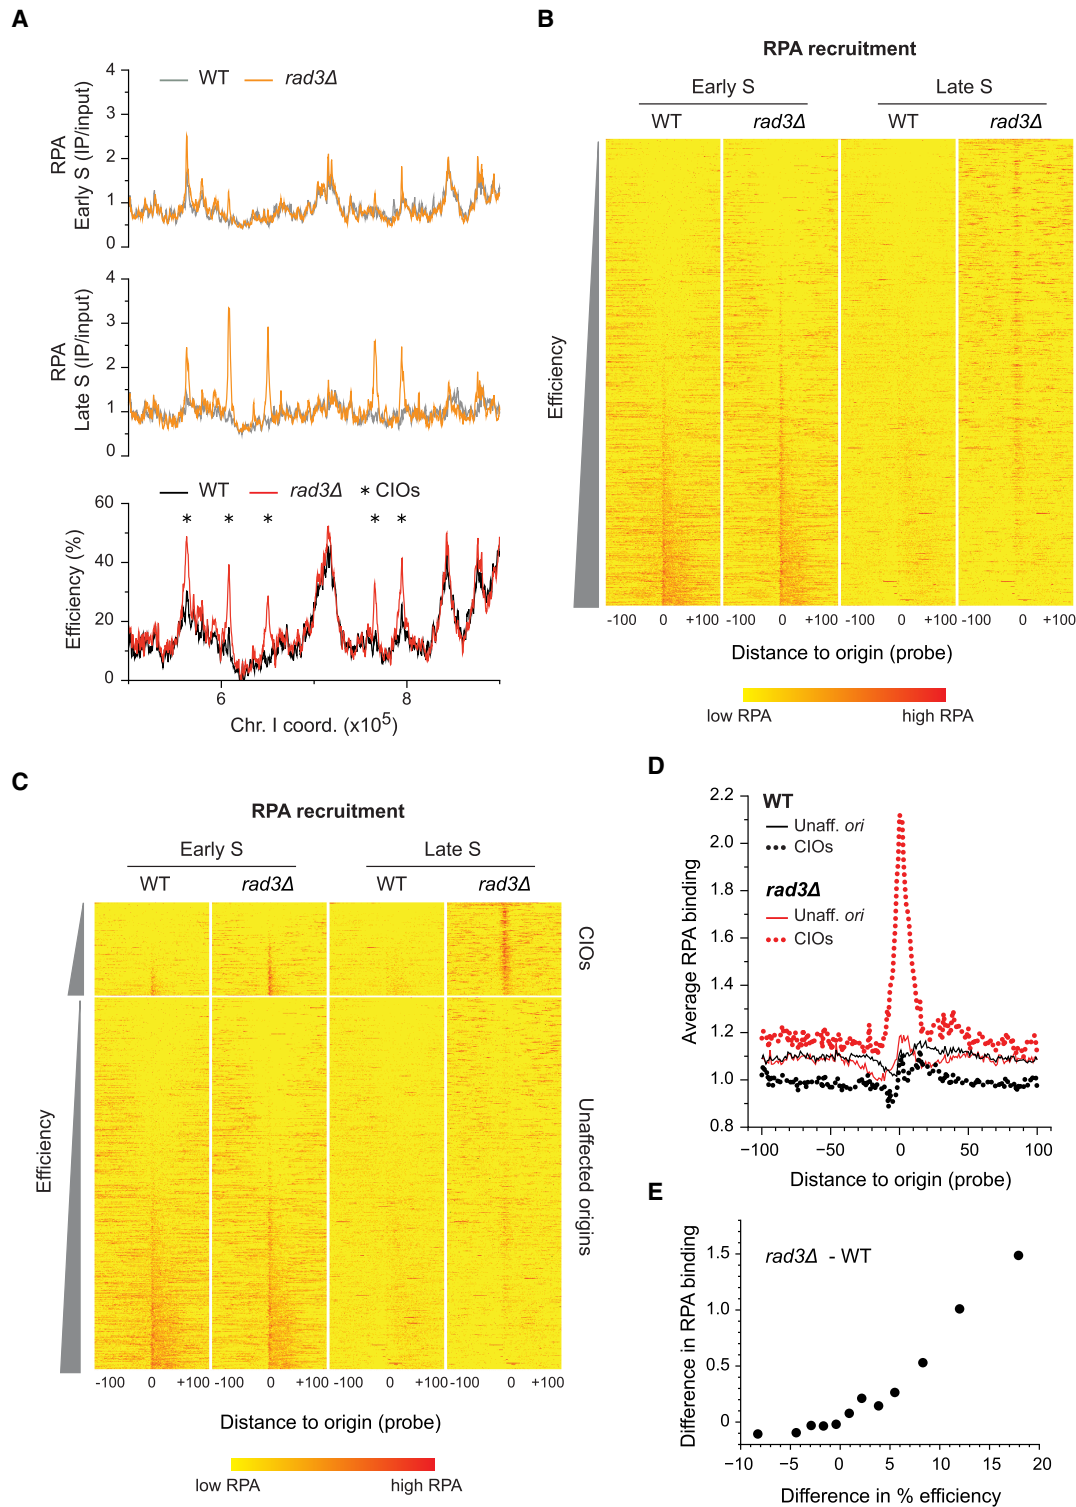 A
WT rad3Δ
RPA
Early S (IP/input)
4
3
2
1
0
RPA
Late S (IP/input)
4
3
2
1
0
WT rad3Δ * CIOs
* * * * *
Efficiency (%)
60
40
20
0
6 8
Chr. I coord. (x10⁵)
B
RPA recruitment
Early S Late S
WT rad3Δ WT rad3Δ
Efficiency
-100 0 +100 -100 0 +100 -100 0 +100 -100 0 +100
Distance to origin (probe)
low RPA high RPA
C
RPA recruitment
Early S Late S
WT rad3Δ WT rad3Δ
CIOs
Efficiency
Unaffected origins
-100 0 +100 -100 0 +100 -100 0 +100 -100 0 +100
Distance to origin (probe)
low RPA high RPA
D
WT
Unaff. ori
CIOs
rad3Δ
Unaff. ori
CIOs
Average RPA binding
2.2
2.0
1.8
1.6
1.4
1.2
1.0
0.8
−100 −50 0 50 100
Distance to origin (probe)
E
rad3Δ - WT
Difference in RPA binding
1.5
1.0
0.5
0
−10 −5 0 5 10 15 20
Difference in % efficiency